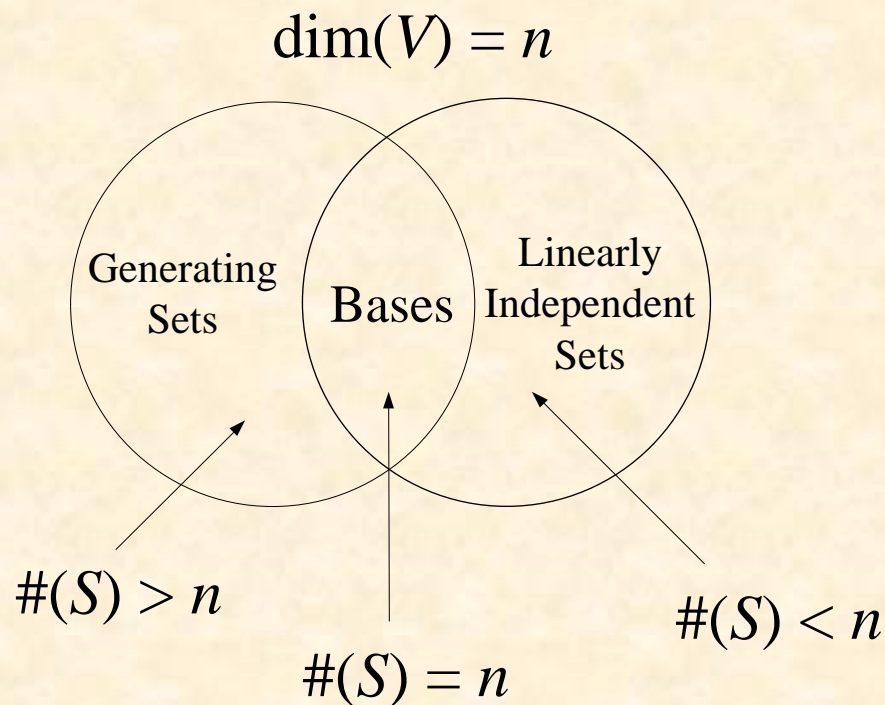 dim(V) = n
Generating
Sets
Bases
Linearly
Independent
Sets
#(S) > n
#(S) = n
#(S) < n